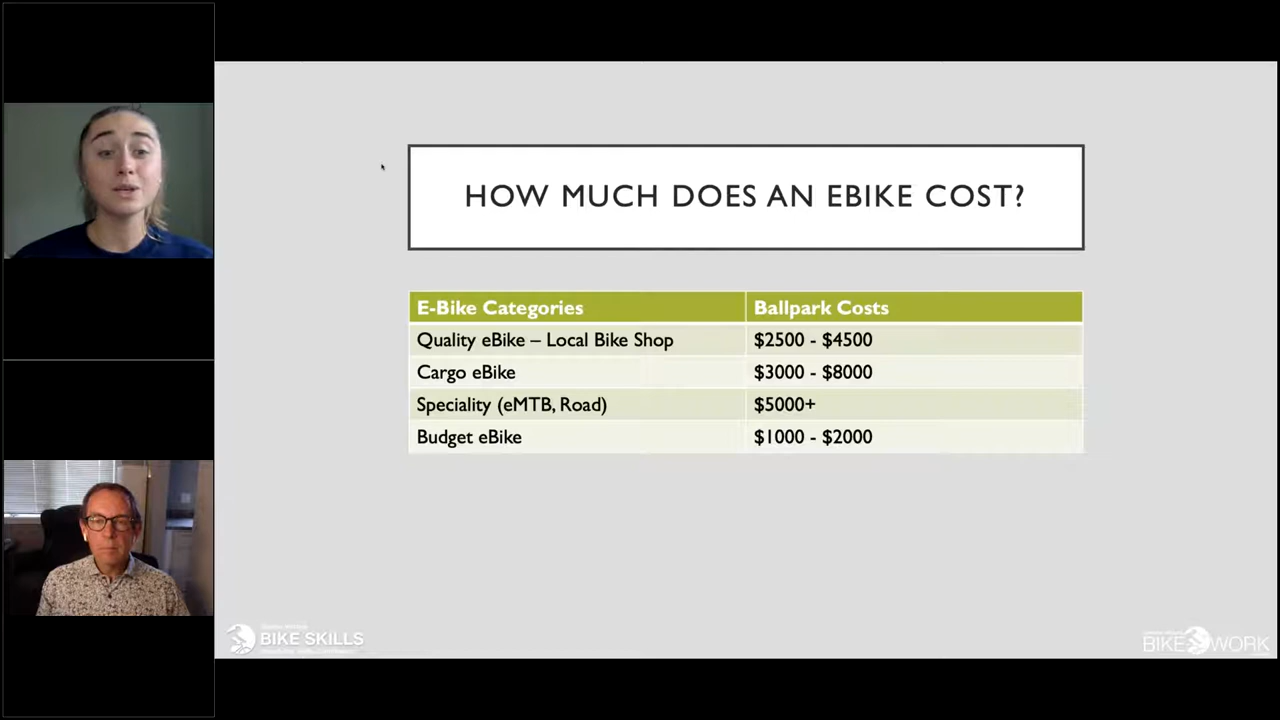 HOW MUCH DOES AN EBIKE COST?
E-Bike Categories Ballpark Costs
Quality eBike – Local Bike Shop $2500 - $4500
Cargo eBike $3000 - $8000
Speciality (eMTB, Road) $5000+
Budget eBike $1000 - $2000
BIKE SKILLS
BIKE WORK